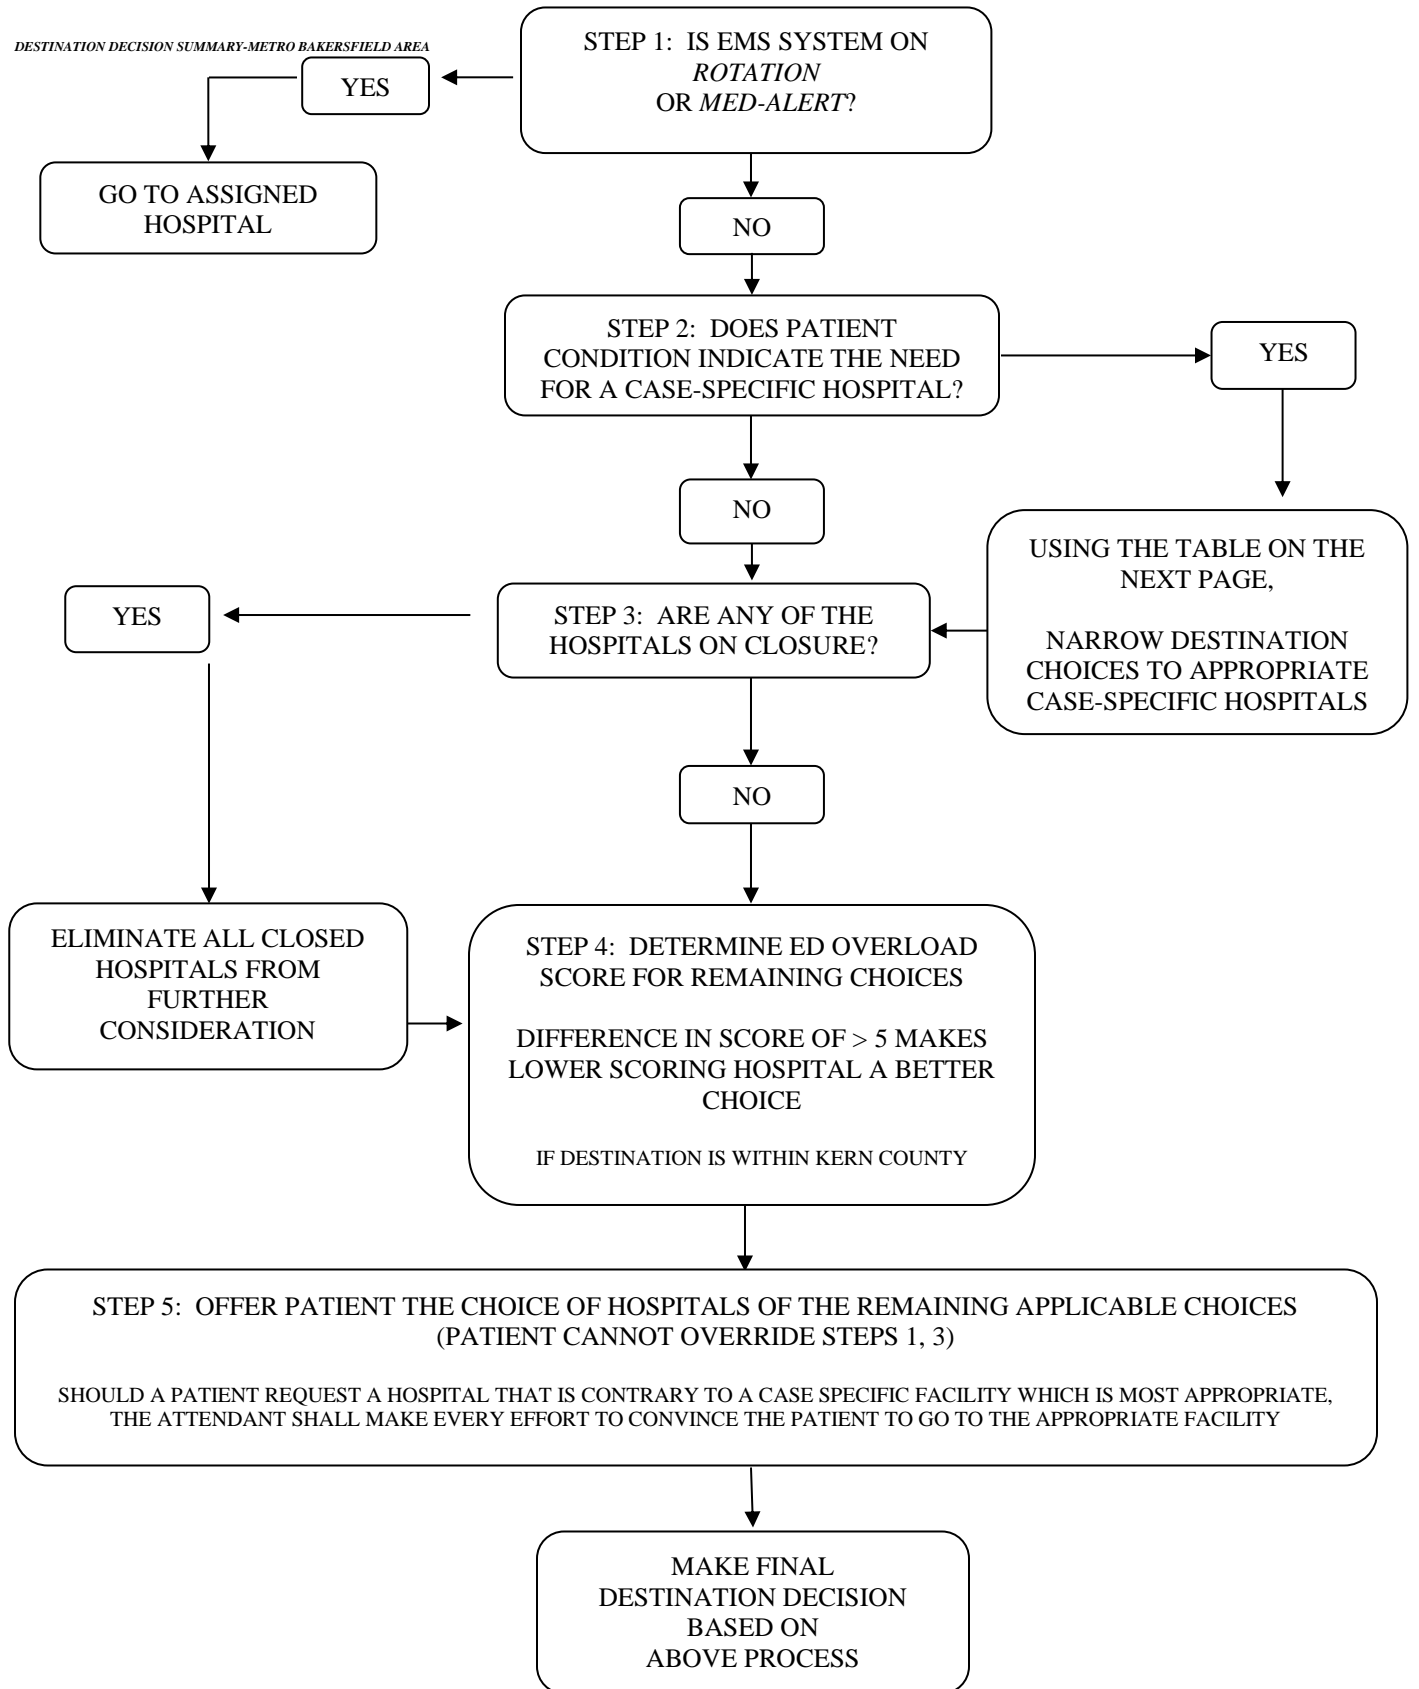 DESTINATION DECISION SUMMARY-METRO BAKERSFIELD AREA
STEP 1: IS EMS SYSTEM ON
ROTATION
OR MED-ALERT?
YES
GO TO ASSIGNED
HOSPITAL
NO
STEP 2: DOES PATIENT
CONDITION INDICATE THE NEED
FOR A CASE-SPECIFIC HOSPITAL?
YES
NO
USING THE TABLE ON THE
NEXT PAGE,
NARROW DESTINATION
CHOICES TO APPROPRIATE
CASE-SPECIFIC HOSPITALS
STEP 3: ARE ANY OF THE
HOSPITALS ON CLOSURE?
YES
NO
ELIMINATE ALL CLOSED
HOSPITALS FROM
FURTHER
CONSIDERATION
STEP 4: DETERMINE ED OVERLOAD
SCORE FOR REMAINING CHOICES
DIFFERENCE IN SCORE OF > 5 MAKES
LOWER SCORING HOSPITAL A BETTER
CHOICE
IF DESTINATION IS WITHIN KERN COUNTY
STEP 5: OFFER PATIENT THE CHOICE OF HOSPITALS OF THE REMAINING APPLICABLE CHOICES
(PATIENT CANNOT OVERRIDE STEPS 1, 3)
SHOULD A PATIENT REQUEST A HOSPITAL THAT IS CONTRARY TO A CASE SPECIFIC FACILITY WHICH IS MOST APPROPRIATE,
THE ATTENDANT SHALL MAKE EVERY EFFORT TO CONVINCE THE PATIENT TO GO TO THE APPROPRIATE FACILITY
MAKE FINAL
DESTINATION DECISION
BASED ON
ABOVE PROCESS